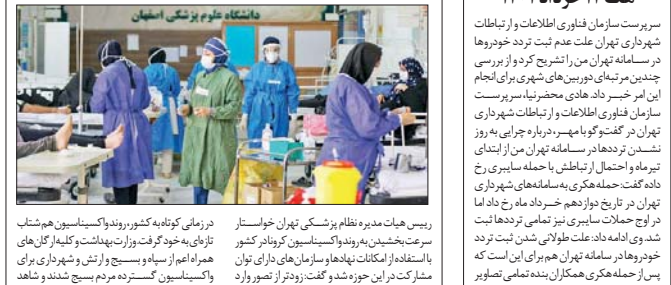 سرپرست سازمان فناوری اطلاعات و ارتباطات
شهرداری تهران علت عدم ثبت تردد خودروها
در سامانه تهران من را تشریح کرد و از بررسی
چندین مرتبه‌ای دوربین‌های شهری برای انجام
این امر خبر داد. هادی محضرنیا، سرپرست
سازمان فناوری اطلاعات و ارتباطات شهرداری
تهران در گفت‌وگو با مهر، درباره چرایی به روز
نشدن ترددها در سامانه تهران من از ابتدای
تیرماه و احتمال ارتباطش با حمله سایبری رخ
داده گفت: حمله هکری به سامانه‌های شهرداری
تهران در تاریخ دوازدهم خرداد ماه رخ داد اما
در اوج حملات سایبری نیز تمامی ترددها ثبت
شد. وی ادامه داد: علت طولانی شدن ثبت تردد
خودروها در سامانه تهران هم برای این است که
پس از حمله هکری همکاران بنده تمامی تصاویر
دانشگاه علوم پزشکی اصفهان
رییس هیات مدیره نظام پزشکی تهران خواستار
سرعت بخشیدن به روند واکسیناسیون کرونا در کشور
با استفاده از امکانات نهادها و سازمان‌های دارای توان
مشارکت در این حوزه شد و گفت: زودتر از تصور وارد
در زمانی کوتاه به کشور، روند واکسیناسیون هم شتاب
تازه‌ای به خود گرفت. وزارت بهداشت و کلیه ارگان‌های
همراه اعم از سپاه و بسیج و ارتش و شهرداری برای
واکسیناسیون گسترده مردم بسیج شدند و شاهد